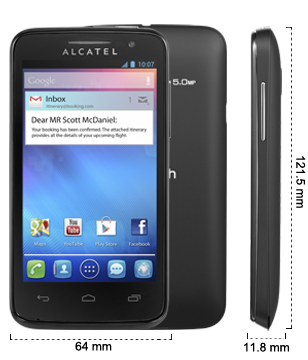 ALCATEL
10:07
Google
5.0MP
Inbox
1
Dear MR Scott McDaniel:
Your booking has been confirmed. The attached itinerary
provides all the details of your upcoming flight.
Maps
YouTube
Play Store
Facebook
121.5 mm
64 mm
11.8 mm